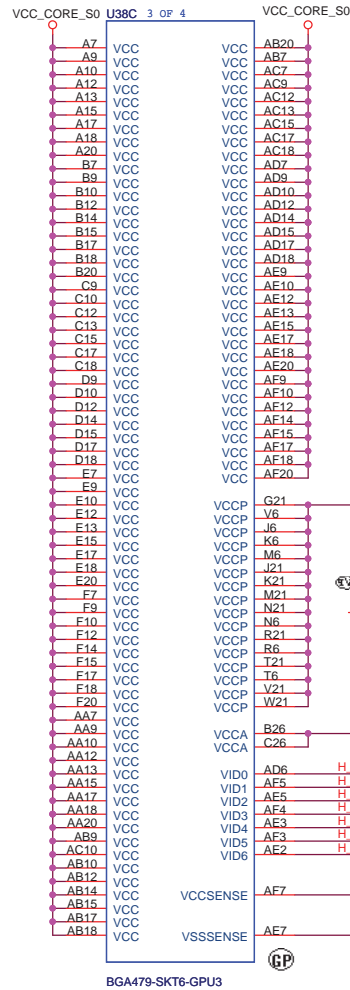 VCC_CORE_S0 U38C 3 OF 4 VCC_CORE_S0
A7 VCC
A9 VCC
A10 VCC
A12 VCC
A13 VCC
A15 VCC
A17 VCC
A18 VCC
A20 VCC
B7 VCC
B9 VCC
B10 VCC
B12 VCC
B14 VCC
B15 VCC
B17 VCC
B18 VCC
B20 VCC
C9 VCC
C10 VCC
C12 VCC
C13 VCC
C15 VCC
C17 VCC
C18 VCC
D9 VCC
D10 VCC
D12 VCC
D14 VCC
D15 VCC
D17 VCC
D18 VCC
E7 VCC
E9 VCC
E10 VCC
E12 VCC
E13 VCC
E15 VCC
E17 VCC
E18 VCC
E20 VCC
F7 VCC
F9 VCC
F10 VCC
F12 VCC
F14 VCC
F15 VCC
F17 VCC
F18 VCC
F20 VCC
AA7 VCC
AA9 VCC
AA10 VCC
AA12 VCC
AA13 VCC
AA15 VCC
AA17 VCC
AA18 VCC
AA20 VCC
AB9 VCC
AC10 VCC
AB10 VCC
AB12 VCC
AB14 VCC
AB15 VCC
AB17 VCC
AB18 VCC
VCC AB20
VCC AB7
VCC AC7
VCC AC9
VCC AC12
VCC AC13
VCC AC15
VCC AC17
VCC AC18
VCC AD7
VCC AD9
VCC AD10
VCC AD12
VCC AD14
VCC AD15
VCC AD17
VCC AD18
VCC AE9
VCC AE10
VCC AE12
VCC AE13
VCC AE15
VCC AE17
VCC AE18
VCC AE20
VCC AF9
VCC AF10
VCC AF12
VCC AF14
VCC AF15
VCC AF17
VCC AF18
VCC AF20
VCCP G21
VCCP V6
VCCP J6
VCCP K6
VCCP M6
VCCP J21
VCCP K21
VCCP M21
VCCP N21
VCCP N6
VCCP R21
VCCP R6
VCCP T21
VCCP T6
VCCP V21
VCCP W21
VCCA B26
VCCA C26
VID0 AD6 H
VID1 AF5 H
VID2 AE5 H
VID3 AF4 H
VID4 AE3 H
VID5 AF3 H
VID6 AE2 H
VCCSENSE AF7
VSSSENSE AE7
GP
BGA479-SKT6-GPU3